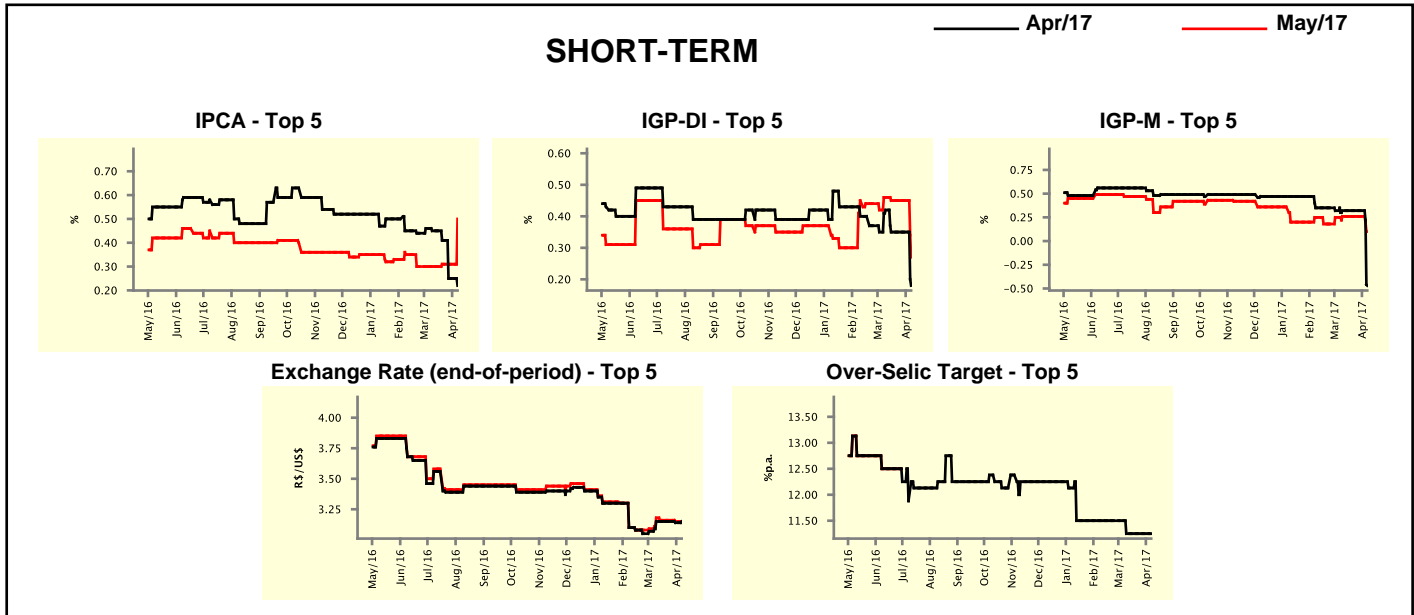 Apr/17 May/17
SHORT-TERM
IPCA - Top 5
%
0.70
0.60
0.50
0.40
0.30
0.20
May/16 Jun/16 Jul/16 Aug/16 Sep/16 Oct/16 Nov/16 Dec/16 Jan/17 Feb/17 Mar/17 Apr/17
IGP-DI - Top 5
%
0.60
0.50
0.40
0.30
0.20
May/16 Jun/16 Jul/16 Aug/16 Sep/16 Oct/16 Nov/16 Dec/16 Jan/17 Feb/17 Mar/17 Apr/17
IGP-M - Top 5
%
0.75
0.50
0.25
0.00
−0.25
−0.50
May/16 Jun/16 Jul/16 Aug/16 Sep/16 Oct/16 Nov/16 Dec/16 Jan/17 Feb/17 Mar/17 Apr/17
Exchange Rate (end-of-period) - Top 5
R$/US$
4.00
3.75
3.50
3.25
May/16 Jun/16 Jul/16 Aug/16 Sep/16 Oct/16 Nov/16 Dec/16 Jan/17 Feb/17 Mar/17 Apr/17
Over-Selic Target - Top 5
%p.a.
13.50
13.00
12.50
12.00
11.50
May/16 Jun/16 Jul/16 Aug/16 Sep/16 Oct/16 Nov/16 Dec/16 Jan/17 Feb/17 Mar/17 Apr/17